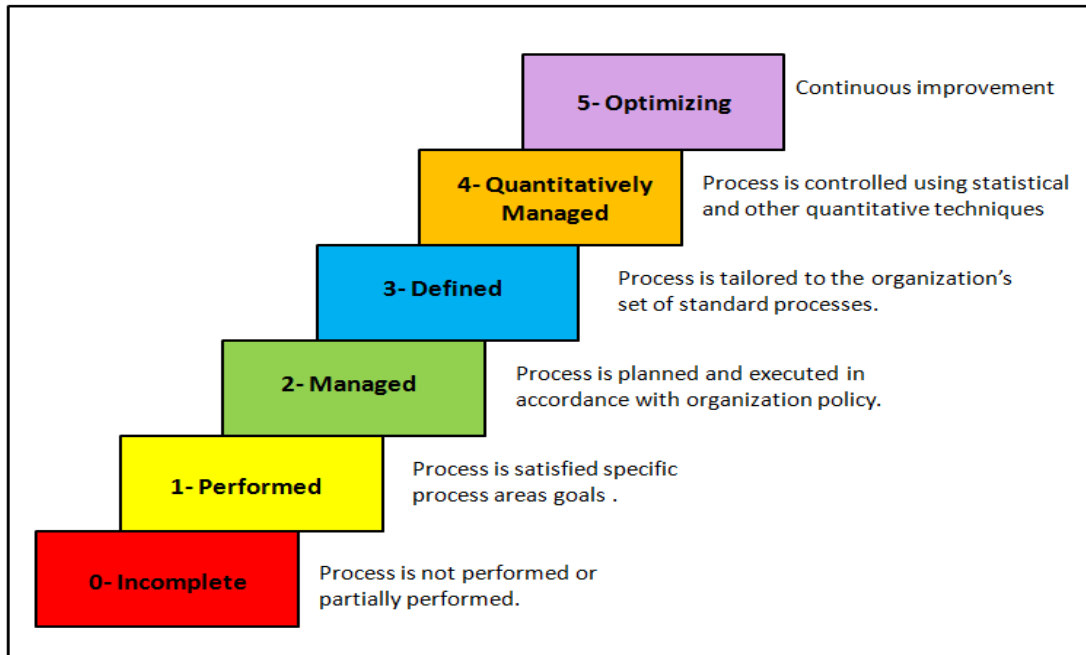 5- Optimizing
Continuous improvement
4- Quantitatively
Managed
Process is controlled using statistical
and other quantitative techniques
3- Defined
Process is tailored to the organization’s
set of standard processes.
2- Managed
Process is planned and executed in
accordance with organization policy.
1- Performed
Process is satisfied specific
process areas goals .
0- Incomplete
Process is not performed or
partially performed.